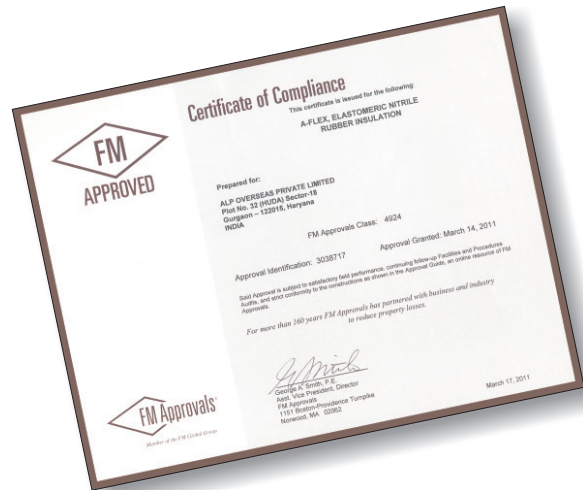 FM
APPROVED
Certificate of Compliance
This certificate is issued for the following
A-FLEX, ELASTOMERIC NITRILE
RUBBER INSULATION
Prepared for:
ALP OVERSEAS PRIVATE LIMITED
Plot No. 32 (HUDA) Sector-18
Gurgaon – 122015, Haryana
INDIA
FM Approvals Class: 4924
Approval Identification: 3038717
Approval Granted: March 14, 2011
Said Approval is subject to satisfactory field performance, continuing follow-up Facilities and Procedures
Audits, and strict conformity to the constructions as shown in the Approval Guide, an online resource of FM
Approvals.
For more than 160 years FM Approvals has partnered with business and industry
to reduce property losses.
George A. Smith, P.E.
Asst. Vice President, Director
FM Approvals
1151 Boston-Providence Turnpike
Norwood, MA 02062
March 17, 2011
FM Approvals
Member of the FM Global Group